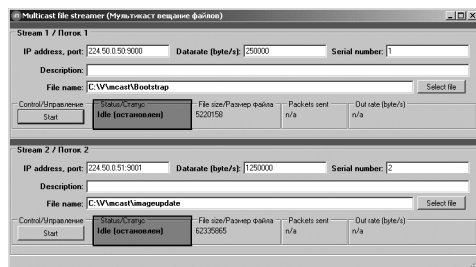 Multicast file streamer (Мультикаст вещание файлов)
Stream 1 / Поток 1
IP address, port: 224.50.0.50:9000 Datarate (byte/s): 250000 Serial number: 1
Description:
File name: C:\V\mcast\Bootstrap Select file
Control/Управление Status/Статус File size/Размер файла Packets sent Out rate (byte/s)
Start Idle (остановлен) 5220158 n/a n/a
Stream 2 / Поток 2
IP address, port: 224.50.0.51:9001 Datarate (byte/s): 1250000 Serial number: 2
Description:
File name: C:\V\mcast\imageupdate Select file
Control/Управление Status/Статус File size/Размер файла Packets sent Out rate (byte/s)
Start Idle (остановлен) 62335865 n/a n/a